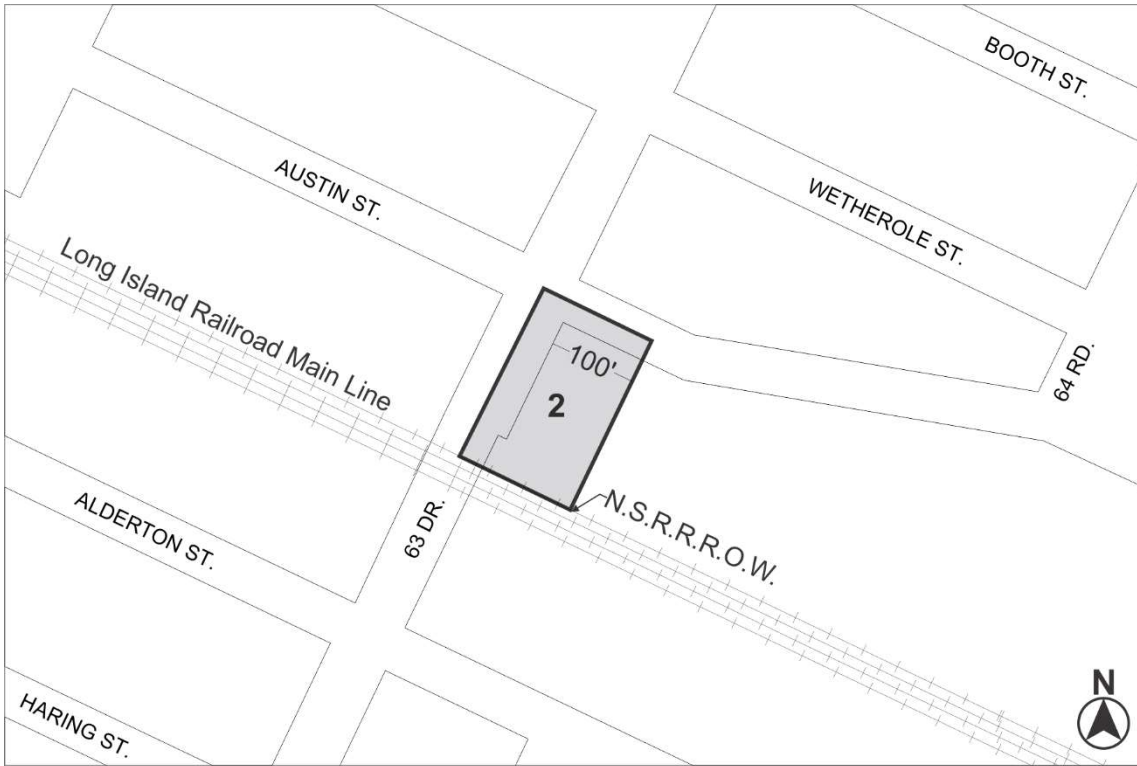 BOOTH ST.
AUSTIN ST.
WETHEROLE ST.
Long Island Railroad Main Line
100'
64 RD.
2
N.S.R.R.R.O.W.
ALDERTON ST.
63 DR.
HARING ST.
N